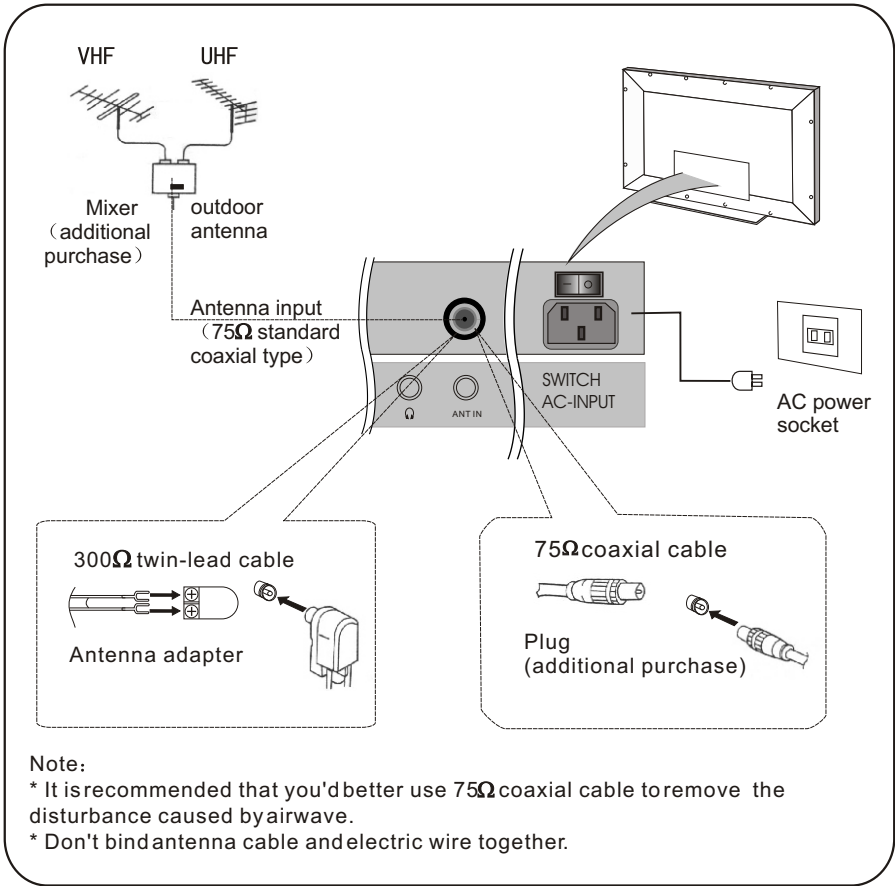 VHF
UHF
Mixer
（additional
purchase）
outdoor
antenna
Antenna input
（75Ω standard
coaxial type）
ANT IN
SWITCH
AC-INPUT
AC power
socket
300Ω twin-lead cable
Antenna adapter
75Ω coaxial cable
Plug
(additional purchase)
Note：
* It is recommended that you'd better use 75Ω coaxial cable to remove the
disturbance caused by airwave.
* Don't bind antenna cable and electric wire together.